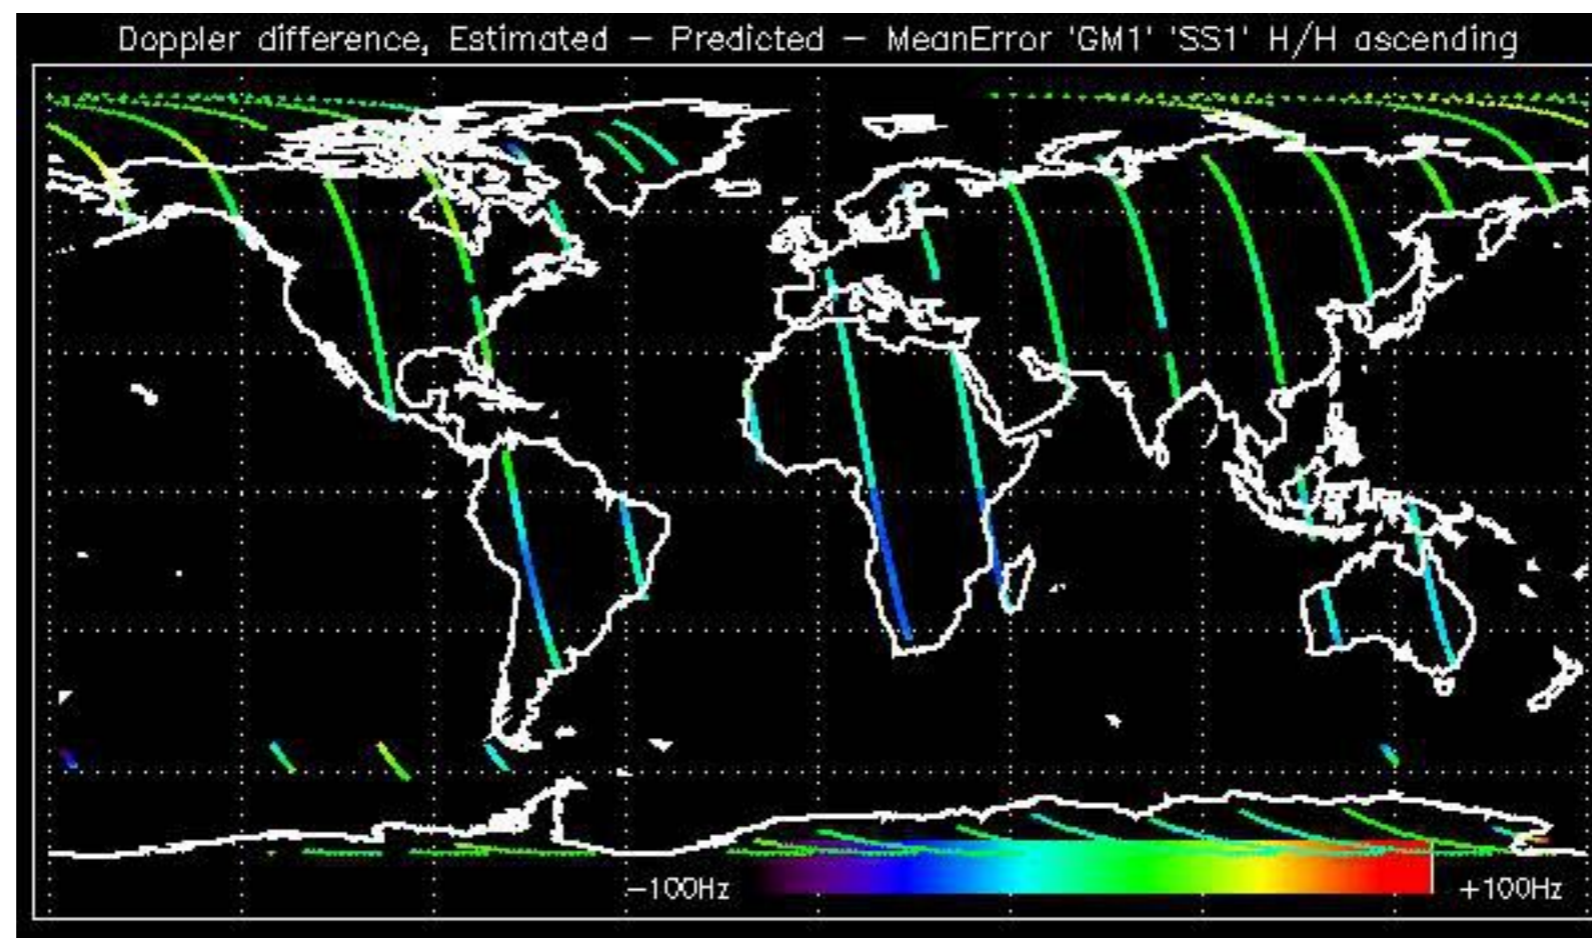 Doppler difference, Estimated — Predicted — MeanError 'GM1' 'SS1' H/H ascending
−100Hz +100Hz